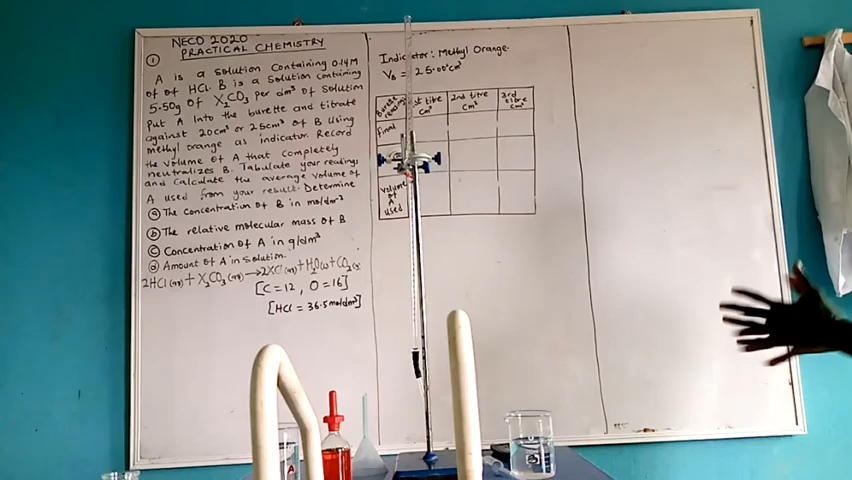 NECO 2020
PRACTICAL CHEMISTRY
①
A is a solution containing 0.14M
of of HCl. B is a solution containing
5.50g of X₂CO₃ per dm³ of solution
Put A into the burette and titrate
against 20cm³ or 25cm³ of B using
methyl orange as indicator. Record
the volume of A that completely
neutralizes B. Tabulate your readings
and calculate the average volume of
A used from your result. Determine
ⓐ The concentration of B in mol/dm⁻³
ⓑ The relative molecular mass of B
ⓒ Concentration of A in g/dm³
ⓓ Amount of A in solution.
2HCl(aq) + X₂CO₃(aq) → 2XCl(aq) + H₂O(l) + CO₂(g)
[C = 12, O = 16]
[HCl = 36.5 mol/dm³]
Indicator: Methyl Orange.
V_B = 25.00cm³
Burette readings
1st titre cm³
2nd titre cm³
3rd titre cm³
final
volume of A used
A
B